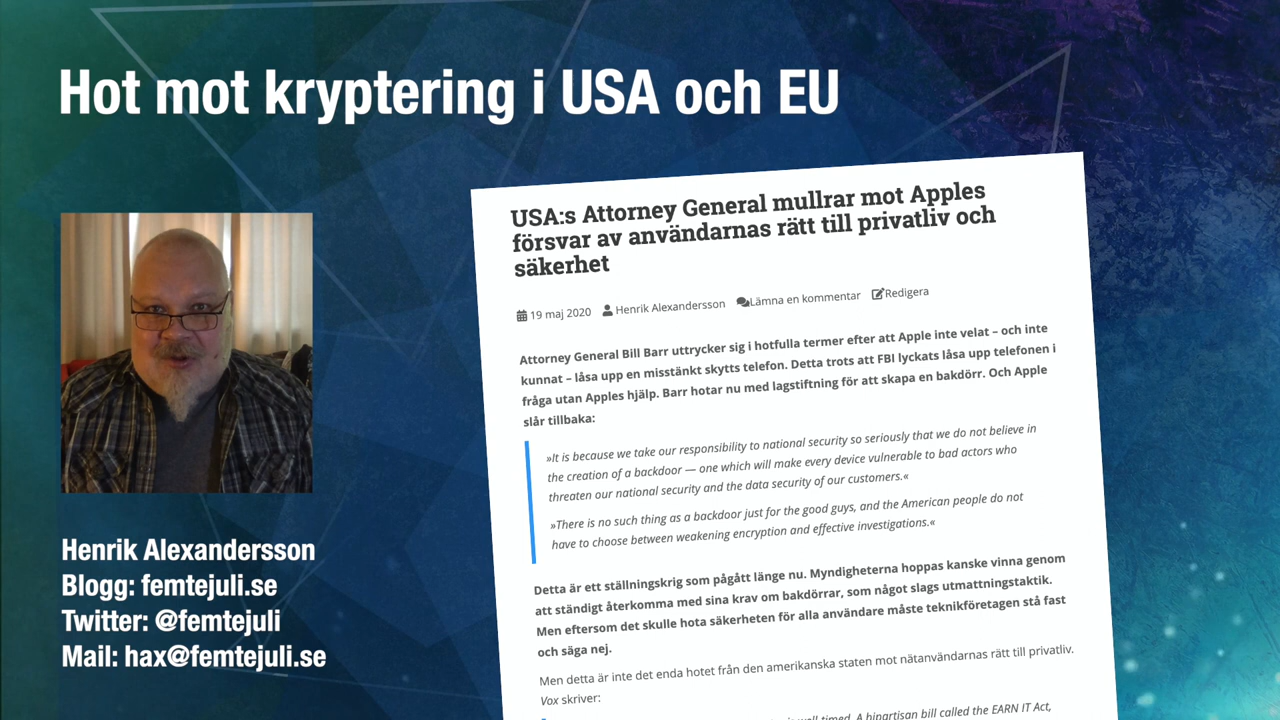 Hot mot kryptering i USA och EU
USA:s Attorney General mullrar mot Apples
försvar av användarnas rätt till privatliv och
säkerhet
19 maj 2020 Henrik Alexandersson Lämna en kommentar Redigera
Attorney General Bill Barr uttrycker sig i hotfulla termer efter att Apple inte velat – och inte
kunnat – låsa upp en misstänkt skytts telefon. Detta trots att FBI lyckats låsa upp telefonen i
fråga utan Apples hjälp. Barr hotar nu med lagstiftning för att skapa en bakdörr. Och Apple
slår tillbaka:
»It is because we take our responsibility to national security so seriously that we do not believe in
the creation of a backdoor — one which will make every device vulnerable to bad actors who
threaten our national security and the data security of our customers.«
»There is no such thing as a backdoor just for the good guys, and the American people do not
have to choose between weakening encryption and effective investigations.«
Detta är ett ställningskrig som pågått länge nu. Myndigheterna hoppas kanske vinna genom
att ständigt återkomma med sina krav om bakdörrar, som något slags utmattningstaktik.
Men eftersom det skulle hota säkerheten för alla användare måste teknikföretagen stå fast
och säga nej.
Men detta är inte det enda hotet från den amerikanska staten mot nätanvändarnas rätt till privatliv.
Vox skriver:
well timed. A bipartisan bill called the EARN IT Act,
Henrik Alexandersson
Blogg: femtejuli.se
Twitter: @femtejuli
Mail: hax@femtejuli.se